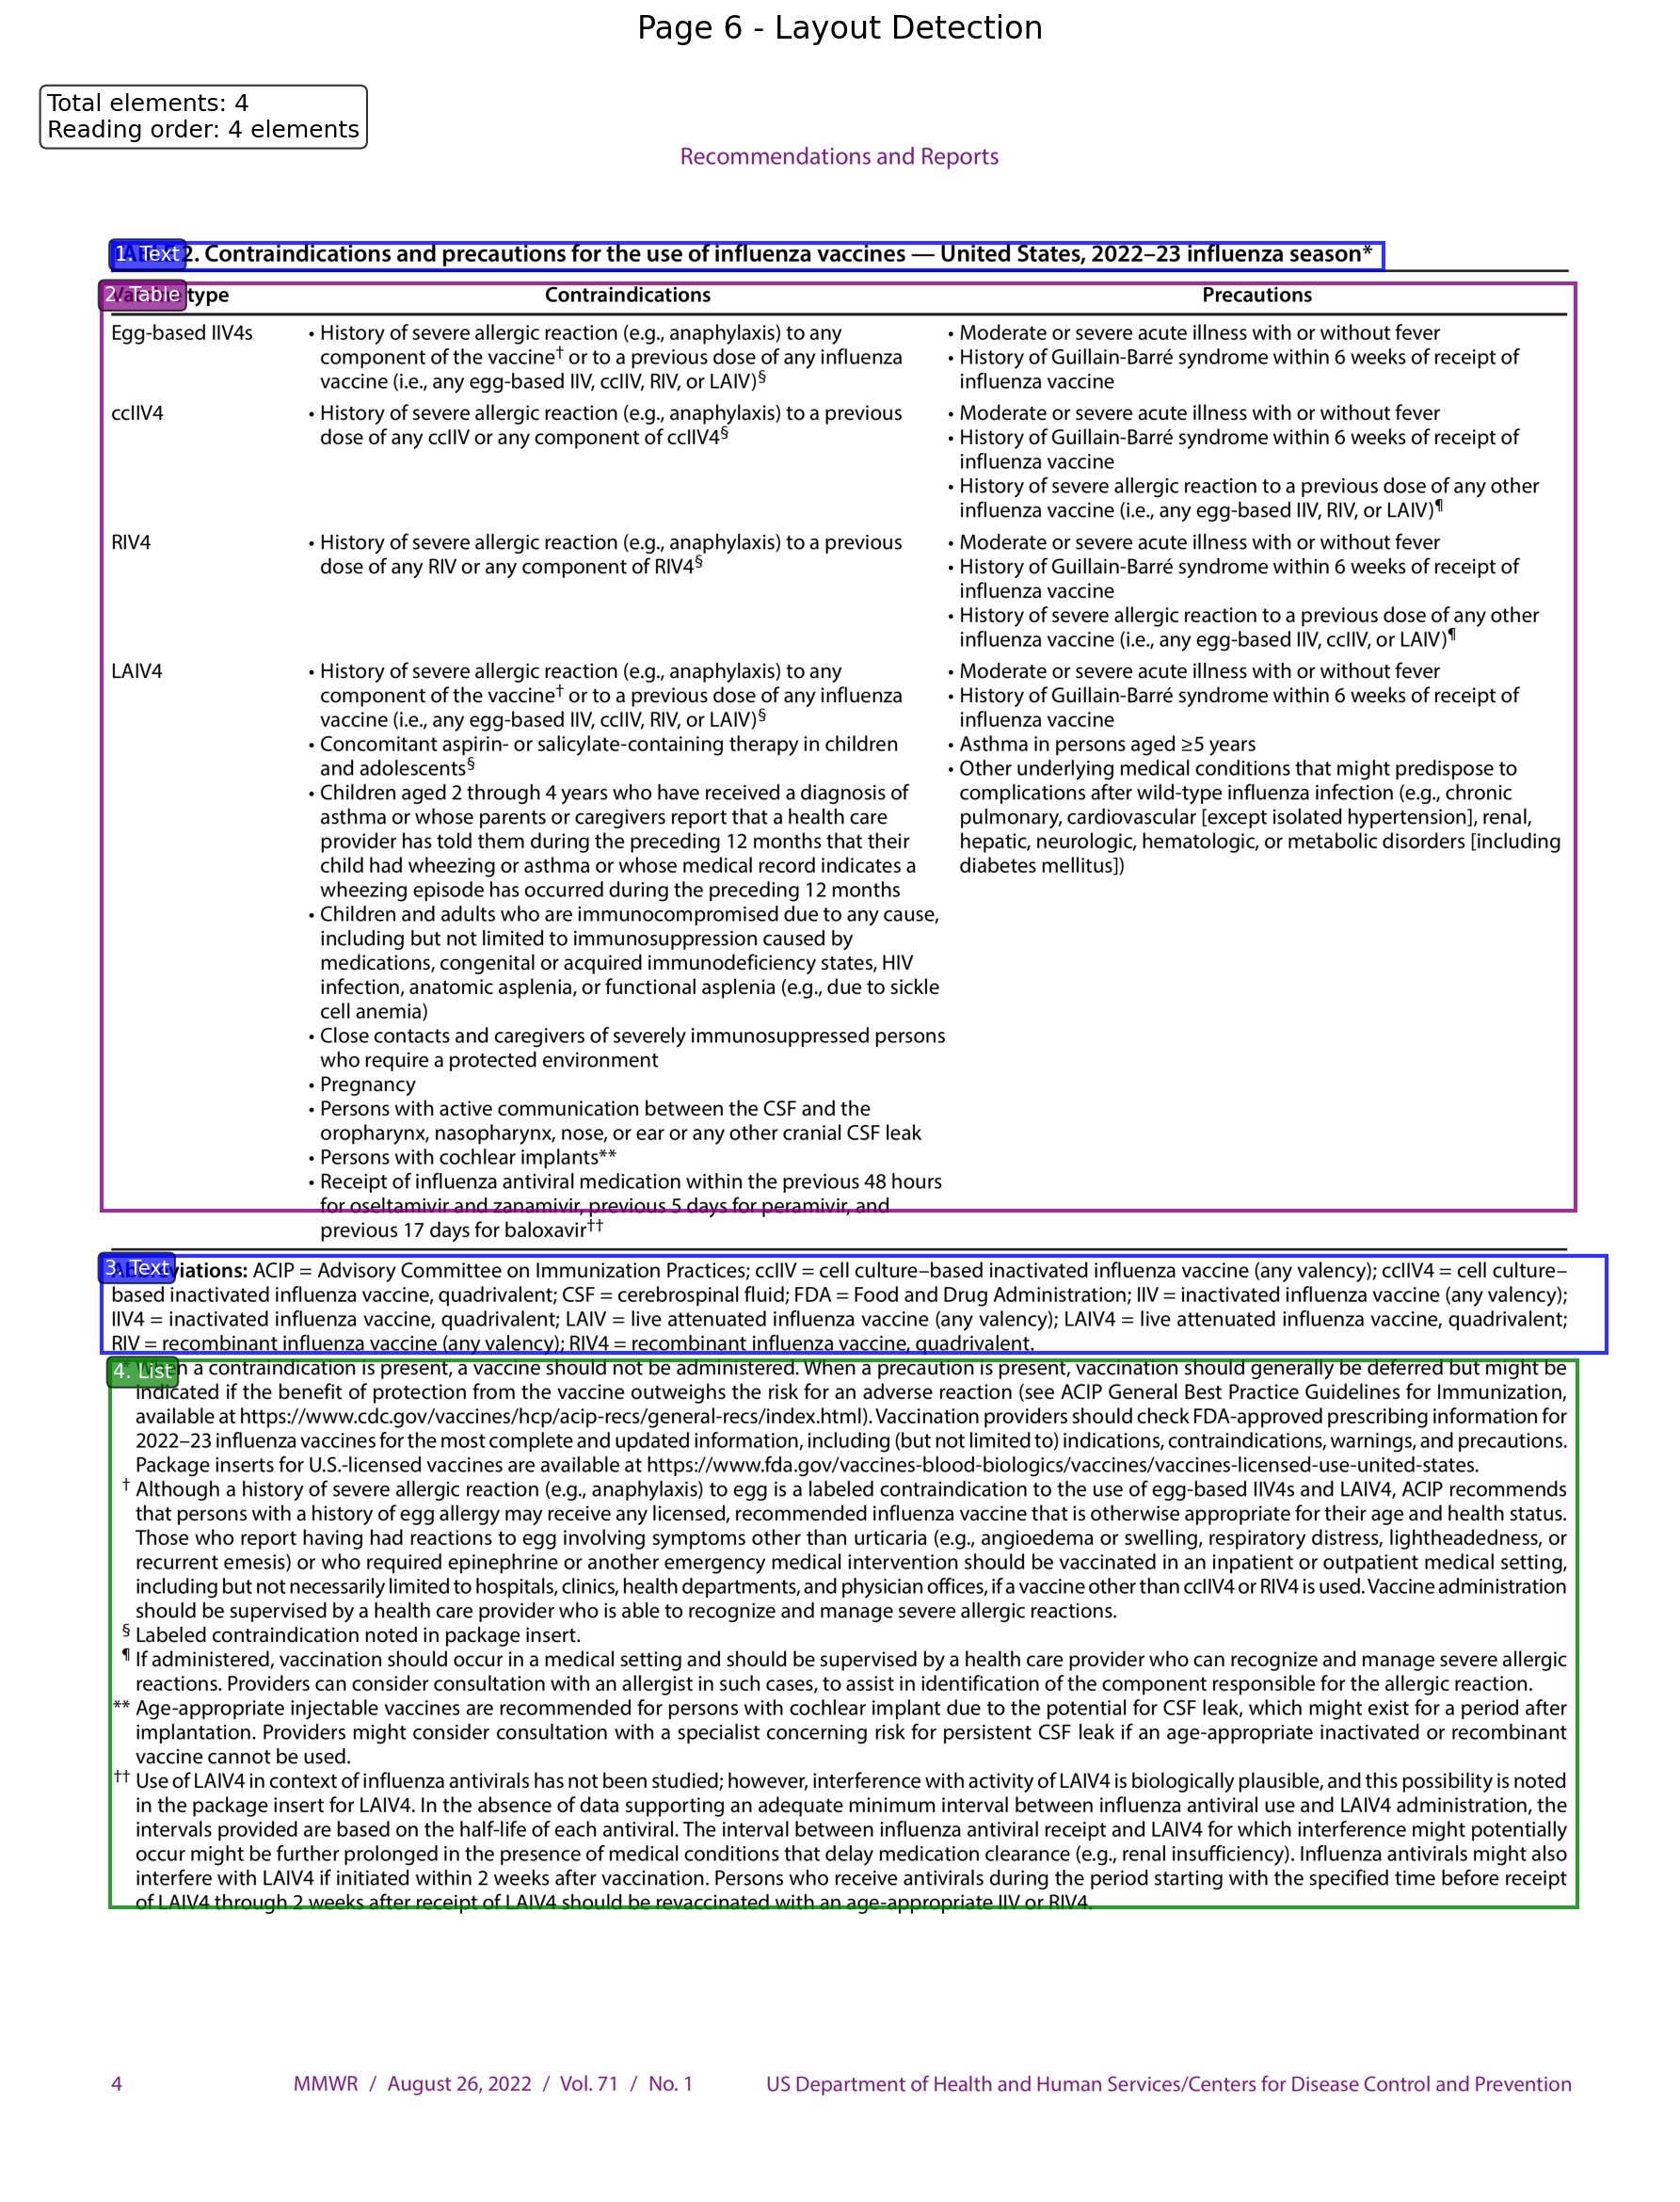 Page 6 - Layout Detection
Total elements: 4
Reading order: 4 elements
Recommendations and Reports
1. Text
2. Contraindications and precautions for the use of influenza vaccines — United States, 2022–23 influenza season*
2. Table
type Contraindications Precautions
Egg-based IIV4s
• History of severe allergic reaction (e.g., anaphylaxis) to any
component of the vaccine† or to a previous dose of any influenza
vaccine (i.e., any egg-based IIV, ccIIV, RIV, or LAIV)§
• Moderate or severe acute illness with or without fever
• History of Guillain-Barré syndrome within 6 weeks of receipt of
influenza vaccine
ccIIV4
• History of severe allergic reaction (e.g., anaphylaxis) to a previous
dose of any ccIIV or any component of ccIIV4§
• Moderate or severe acute illness with or without fever
• History of Guillain-Barré syndrome within 6 weeks of receipt of
influenza vaccine
• History of severe allergic reaction to a previous dose of any other
influenza vaccine (i.e., any egg-based IIV, RIV, or LAIV)¶
RIV4
• History of severe allergic reaction (e.g., anaphylaxis) to a previous
dose of any RIV or any component of RIV4§
• Moderate or severe acute illness with or without fever
• History of Guillain-Barré syndrome within 6 weeks of receipt of
influenza vaccine
• History of severe allergic reaction to a previous dose of any other
influenza vaccine (i.e., any egg-based IIV, ccIIV, or LAIV)¶
LAIV4
• History of severe allergic reaction (e.g., anaphylaxis) to any
component of the vaccine† or to a previous dose of any influenza
vaccine (i.e., any egg-based IIV, ccIIV, RIV, or LAIV)§
• Concomitant aspirin- or salicylate-containing therapy in children
and adolescents§
• Children aged 2 through 4 years who have received a diagnosis of
asthma or whose parents or caregivers report that a health care
provider has told them during the preceding 12 months that their
child had wheezing or asthma or whose medical record indicates a
wheezing episode has occurred during the preceding 12 months
• Children and adults who are immunocompromised due to any cause,
including but not limited to immunosuppression caused by
medications, congenital or acquired immunodeficiency states, HIV
infection, anatomic asplenia, or functional asplenia (e.g., due to sickle
cell anemia)
• Close contacts and caregivers of severely immunosuppressed persons
who require a protected environment
• Pregnancy
• Persons with active communication between the CSF and the
oropharynx, nasopharynx, nose, or ear or any other cranial CSF leak
• Persons with cochlear implants**
• Receipt of influenza antiviral medication within the previous 48 hours
for oseltamivir and zanamivir, previous 5 days for peramivir, and
previous 17 days for baloxavir††
• Moderate or severe acute illness with or without fever
• History of Guillain-Barré syndrome within 6 weeks of receipt of
influenza vaccine
• Asthma in persons aged ≥5 years
• Other underlying medical conditions that might predispose to
complications after wild-type influenza infection (e.g., chronic
pulmonary, cardiovascular [except isolated hypertension], renal,
hepatic, neurologic, hematologic, or metabolic disorders [including
diabetes mellitus])
3. Text
Abbreviations: ACIP = Advisory Committee on Immunization Practices; ccIIV = cell culture–based inactivated influenza vaccine (any valency); ccIIV4 = cell culture–
based inactivated influenza vaccine, quadrivalent; CSF = cerebrospinal fluid; FDA = Food and Drug Administration; IIV = inactivated influenza vaccine (any valency);
IIV4 = inactivated influenza vaccine, quadrivalent; LAIV = live attenuated influenza vaccine (any valency); LAIV4 = live attenuated influenza vaccine, quadrivalent;
RIV = recombinant influenza vaccine (any valency); RIV4 = recombinant influenza vaccine, quadrivalent.
4. List
* When a contraindication is present, a vaccine should not be administered. When a precaution is present, vaccination should generally be deferred but might be
indicated if the benefit of protection from the vaccine outweighs the risk for an adverse reaction (see ACIP General Best Practice Guidelines for Immunization,
available at https://www.cdc.gov/vaccines/hcp/acip-recs/general-recs/index.html). Vaccination providers should check FDA-approved prescribing information for
2022–23 influenza vaccines for the most complete and updated information, including (but not limited to) indications, contraindications, warnings, and precautions.
Package inserts for U.S.-licensed vaccines are available at https://www.fda.gov/vaccines-blood-biologics/vaccines/vaccines-licensed-use-united-states.
† Although a history of severe allergic reaction (e.g., anaphylaxis) to egg is a labeled contraindication to the use of egg-based IIV4s and LAIV4, ACIP recommends
that persons with a history of egg allergy may receive any licensed, recommended influenza vaccine that is otherwise appropriate for their age and health status.
Those who report having had reactions to egg involving symptoms other than urticaria (e.g., angioedema or swelling, respiratory distress, lightheadedness, or
recurrent emesis) or who required epinephrine or another emergency medical intervention should be vaccinated in an inpatient or outpatient medical setting,
including but not necessarily limited to hospitals, clinics, health departments, and physician offices, if a vaccine other than ccIIV4 or RIV4 is used. Vaccine administration
should be supervised by a health care provider who is able to recognize and manage severe allergic reactions.
§ Labeled contraindication noted in package insert.
¶ If administered, vaccination should occur in a medical setting and should be supervised by a health care provider who can recognize and manage severe allergic
reactions. Providers can consider consultation with an allergist in such cases, to assist in identification of the component responsible for the allergic reaction.
** Age-appropriate injectable vaccines are recommended for persons with cochlear implant due to the potential for CSF leak, which might exist for a period after
implantation. Providers might consider consultation with a specialist concerning risk for persistent CSF leak if an age-appropriate inactivated or recombinant
vaccine cannot be used.
†† Use of LAIV4 in context of influenza antivirals has not been studied; however, interference with activity of LAIV4 is biologically plausible, and this possibility is noted
in the package insert for LAIV4. In the absence of data supporting an adequate minimum interval between influenza antiviral use and LAIV4 administration, the
intervals provided are based on the half-life of each antiviral. The interval between influenza antiviral receipt and LAIV4 for which interference might potentially
occur might be further prolonged in the presence of medical conditions that delay medication clearance (e.g., renal insufficiency). Influenza antivirals might also
interfere with LAIV4 if initiated within 2 weeks after vaccination. Persons who receive antivirals during the period starting with the specified time before receipt
of LAIV4 through 2 weeks after receipt of LAIV4 should be revaccinated with an age-appropriate IIV or RIV4.
4 MMWR / August 26, 2022 / Vol. 71 / No. 1 US Department of Health and Human Services/Centers for Disease Control and Prevention